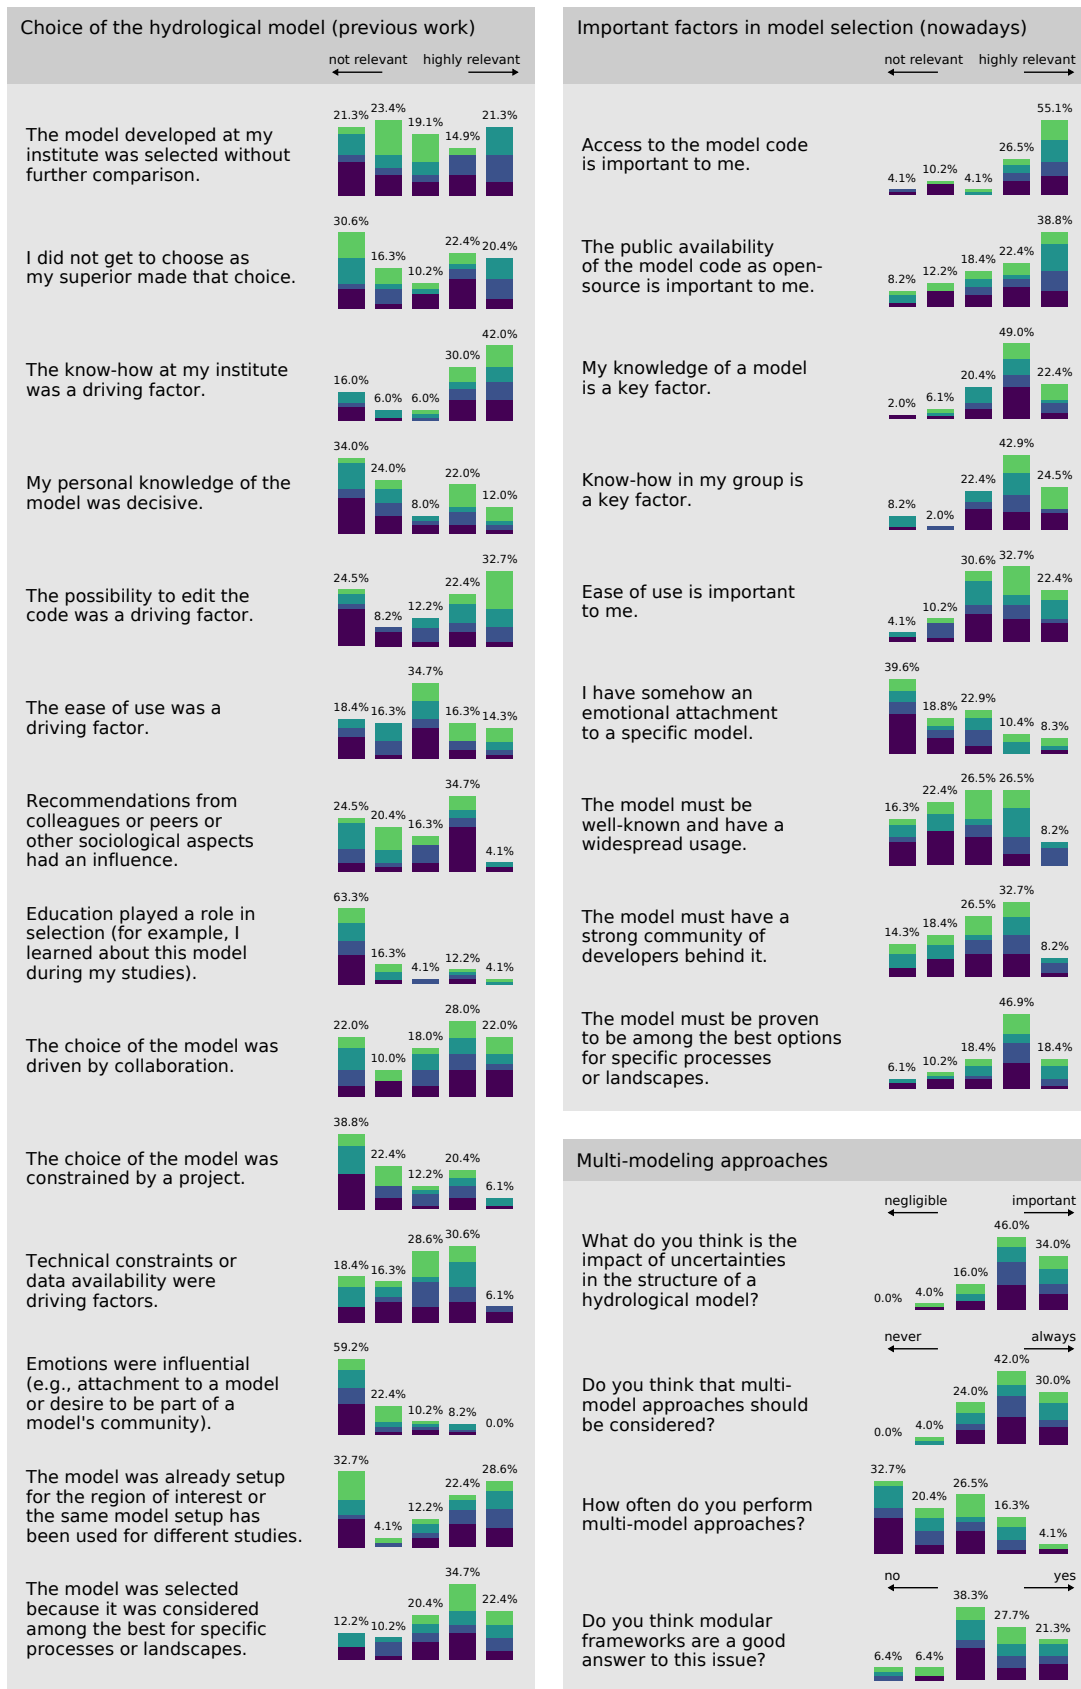 Choice of the hydrological model (previous work)
not relevant highly relevant
The model developed at my
institute was selected without
further comparison.
21.3% 23.4% 19.1% 14.9% 21.3%
I did not get to choose as
my superior made that choice.
30.6% 16.3% 10.2% 22.4% 20.4%
The know-how at my institute
was a driving factor.
16.0% 6.0% 6.0% 30.0% 42.0%
My personal knowledge of the
model was decisive.
34.0% 24.0% 8.0% 22.0% 12.0%
The possibility to edit the
code was a driving factor.
24.5% 8.2% 12.2% 22.4% 32.7%
The ease of use was a
driving factor.
18.4% 16.3% 34.7% 16.3% 14.3%
Recommendations from
colleagues or peers or
other sociological aspects
had an influence.
24.5% 20.4% 16.3% 34.7% 4.1%
Education played a role in
selection (for example, I
learned about this model
during my studies).
63.3% 16.3% 4.1% 12.2% 4.1%
The choice of the model was
driven by collaboration.
22.0% 10.0% 18.0% 28.0% 22.0%
The choice of the model was
constrained by a project.
38.8% 22.4% 12.2% 20.4% 6.1%
Technical constraints or
data availability were
driving factors.
18.4% 16.3% 28.6% 30.6% 6.1%
Emotions were influential
(e.g., attachment to a model
or desire to be part of a
model's community).
59.2% 22.4% 10.2% 8.2% 0.0%
The model was already setup
for the region of interest or
the same model setup has
been used for different studies.
32.7% 4.1% 12.2% 22.4% 28.6%
The model was selected
because it was considered
among the best for specific
processes or landscapes.
12.2% 10.2% 20.4% 34.7% 22.4%
Important factors in model selection (nowadays)
not relevant highly relevant
Access to the model code
is important to me.
4.1% 10.2% 4.1% 26.5% 55.1%
The public availability
of the model code as open-
source is important to me.
8.2% 12.2% 18.4% 22.4% 38.8%
My knowledge of a model
is a key factor.
2.0% 6.1% 20.4% 49.0% 22.4%
Know-how in my group is
a key factor.
8.2% 2.0% 22.4% 42.9% 24.5%
Ease of use is important
to me.
4.1% 10.2% 30.6% 32.7% 22.4%
I have somehow an
emotional attachment
to a specific model.
39.6% 18.8% 22.9% 10.4% 8.3%
The model must be
well-known and have a
widespread usage.
16.3% 22.4% 26.5% 26.5% 8.2%
The model must have a
strong community of
developers behind it.
14.3% 18.4% 26.5% 32.7% 8.2%
The model must be proven
to be among the best options
for specific processes
or landscapes.
6.1% 10.2% 18.4% 46.9% 18.4%
Multi-modeling approaches
negligible important
What do you think is the
impact of uncertainties
in the structure of a
hydrological model?
0.0% 4.0% 16.0% 46.0% 34.0%
never always
Do you think that multi-
model approaches should
be considered?
0.0% 4.0% 24.0% 42.0% 30.0%
How often do you perform
multi-model approaches?
32.7% 20.4% 26.5% 16.3% 4.1%
no yes
Do you think modular
frameworks are a good
answer to this issue?
6.4% 6.4% 38.3% 27.7% 21.3%